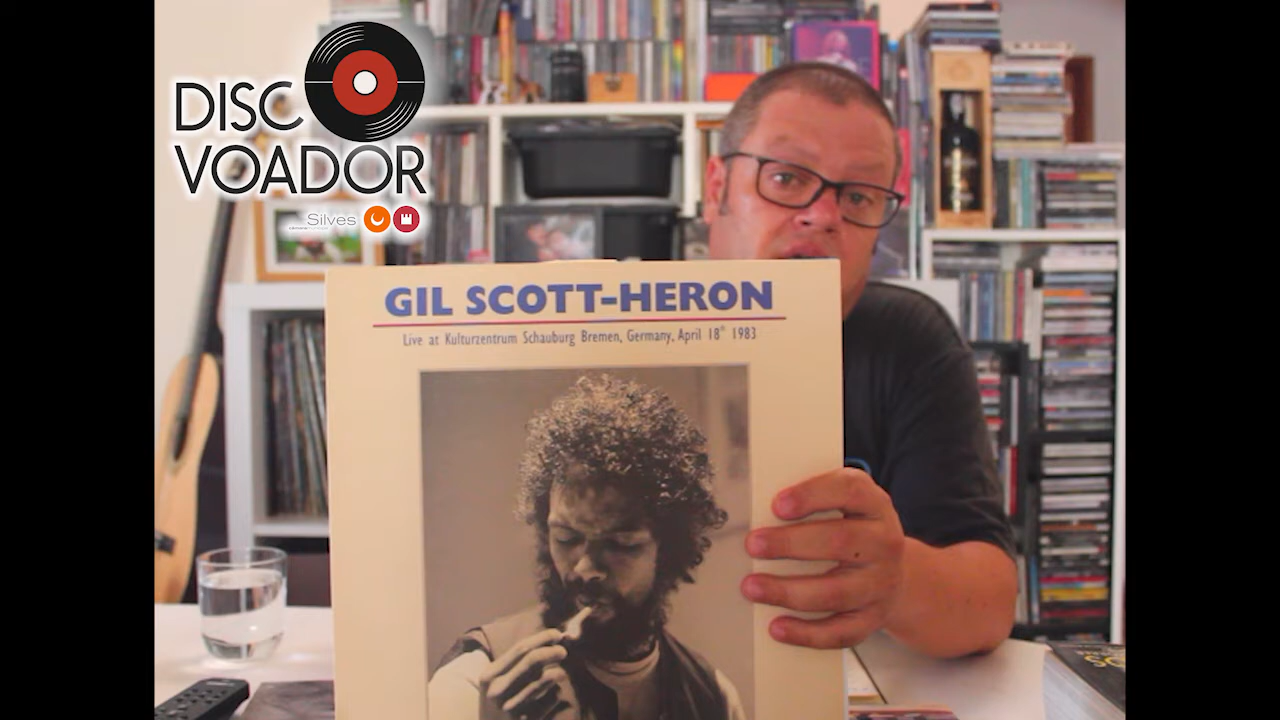 DISC
VOADOR
Silves
GIL SCOTT-HERON
Live at Kulturzentrum Schauburg Bremen, Germany, April 18th 1983